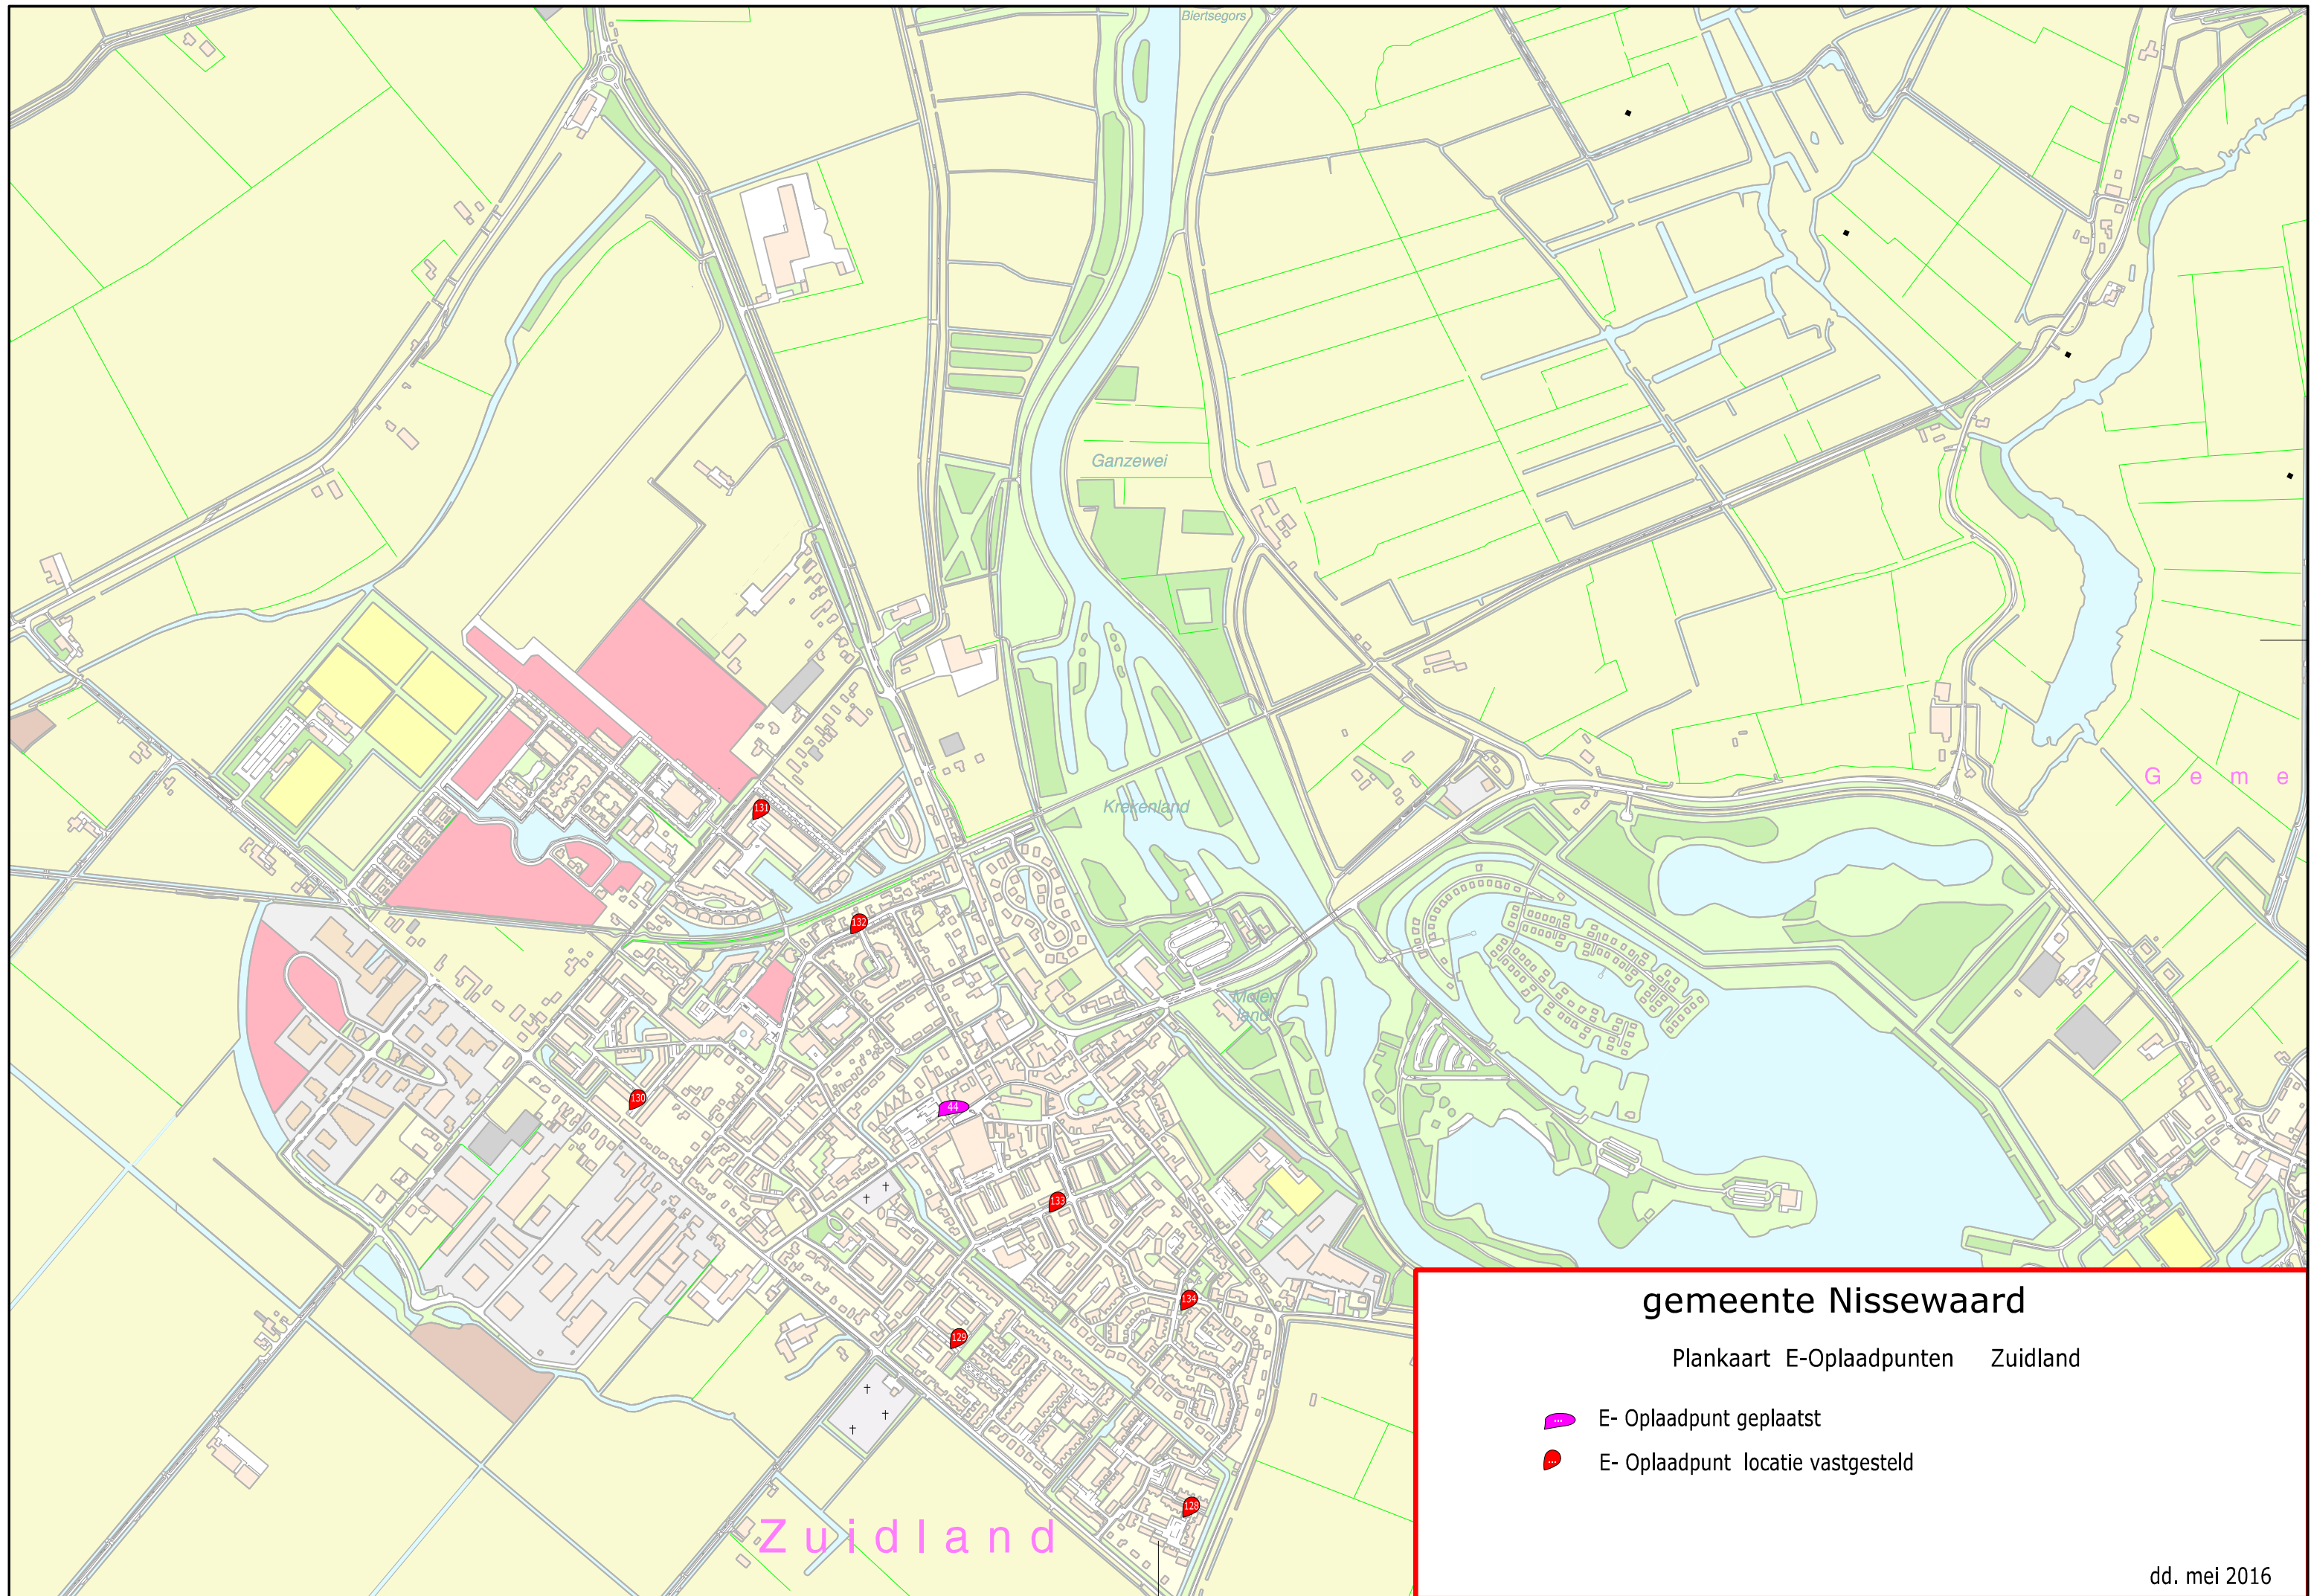 Biertsegors
Ganzewei
G e m e
131
Krekenland
132
Molen
land
130
44
133
134
129
128
Zuidland
gemeente Nissewaard
Plankaart E-Oplaadpunten Zuidland
... E- Oplaadpunt geplaatst
... E- Oplaadpunt locatie vastgesteld
dd. mei 2016